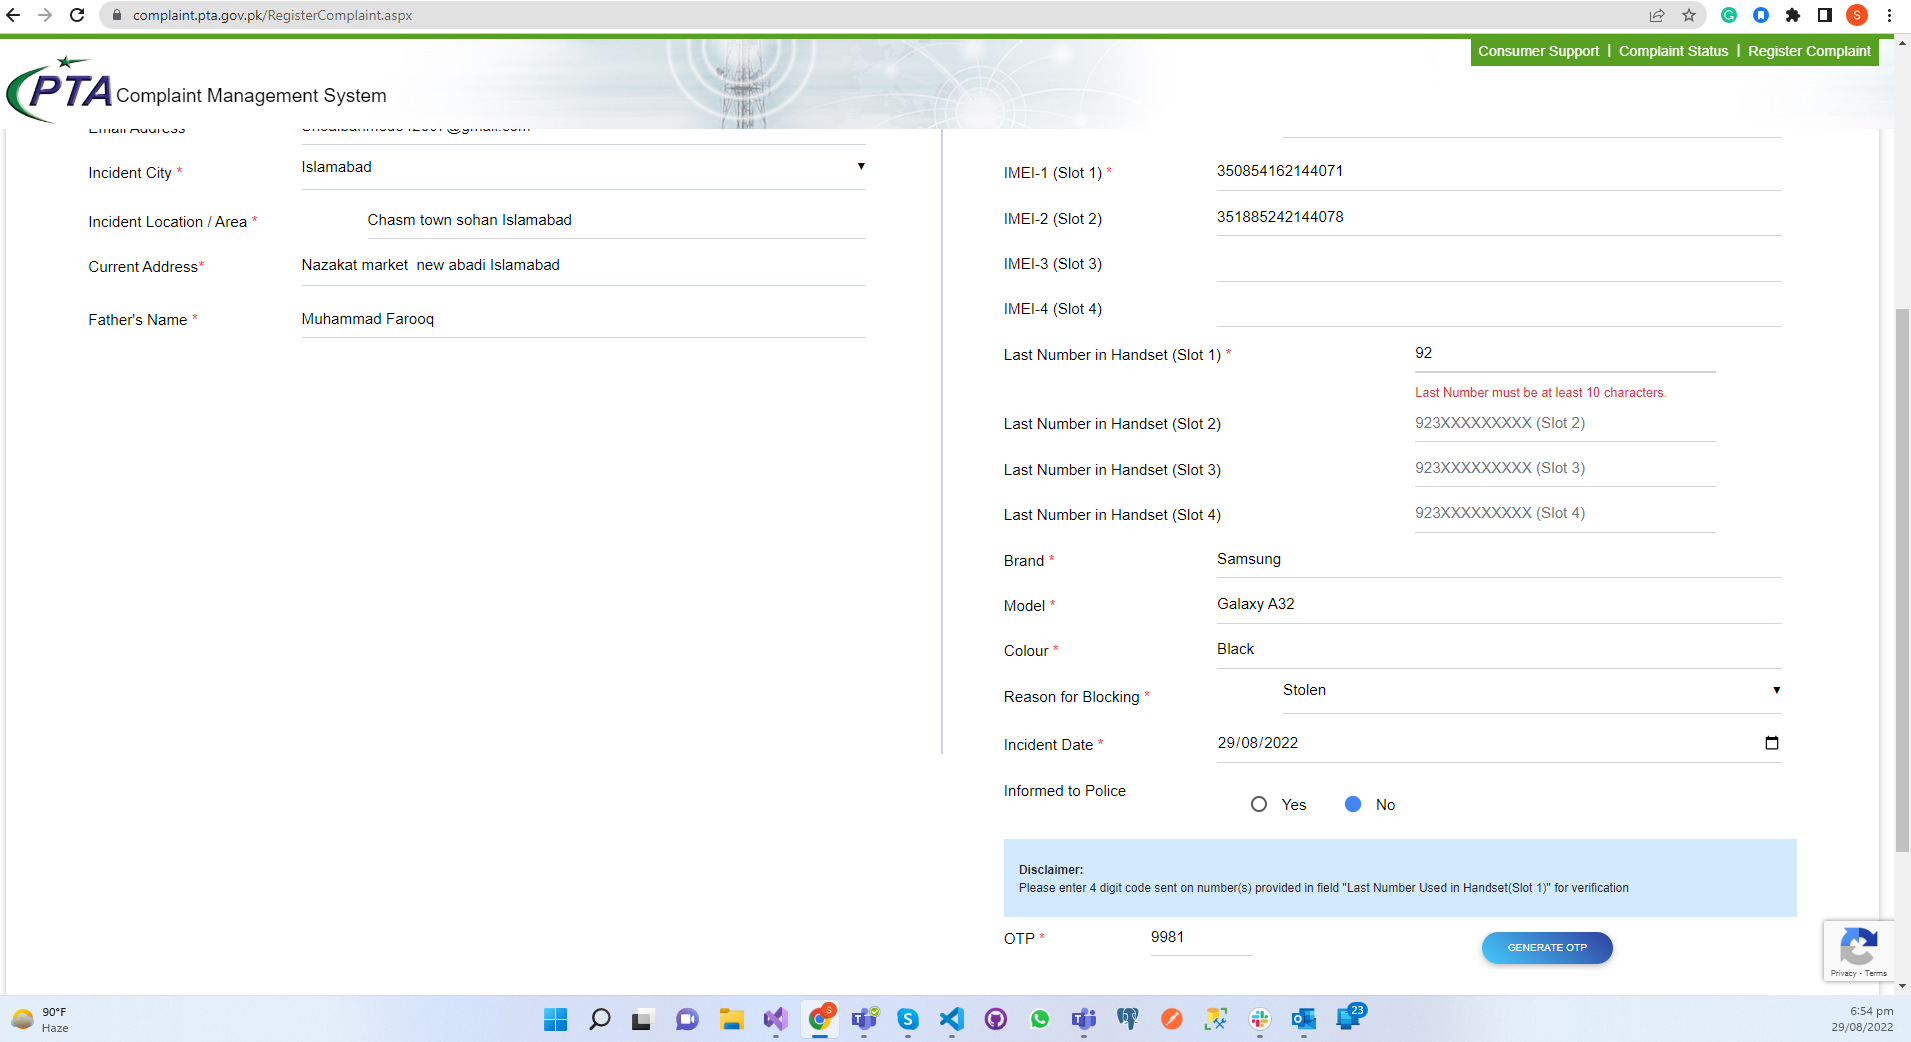 complaint.pta.gov.pk/RegisterComplaint.aspx
S
Consumer Support | Complaint Status | Register Complaint
PTA Complaint Management System
Email Address
Incident City *
Islamabad
Incident Location / Area *
Chasm town sohan Islamabad
Current Address*
Nazakat market  new abadi Islamabad
Father's Name *
Muhammad Farooq
IMEI-1 (Slot 1) *
350854162144071
IMEI-2 (Slot 2)
351885242144078
IMEI-3 (Slot 3)
IMEI-4 (Slot 4)
Last Number in Handset (Slot 1) *
92
Last Number must be at least 10 characters.
Last Number in Handset (Slot 2)
923XXXXXXXXX (Slot 2)
Last Number in Handset (Slot 3)
923XXXXXXXXX (Slot 3)
Last Number in Handset (Slot 4)
923XXXXXXXXX (Slot 4)
Brand *
Samsung
Model *
Galaxy A32
Colour *
Black
Reason for Blocking *
Stolen
Incident Date *
29/08/2022
Informed to Police
Yes
No
Disclaimer:
Please enter 4 digit code sent on number(s) provided in field "Last Number Used in Handset(Slot 1)" for verification
OTP *
9981
GENERATE OTP
Privacy - Terms
90°F
Haze
S
23
6:54 pm
29/08/2022